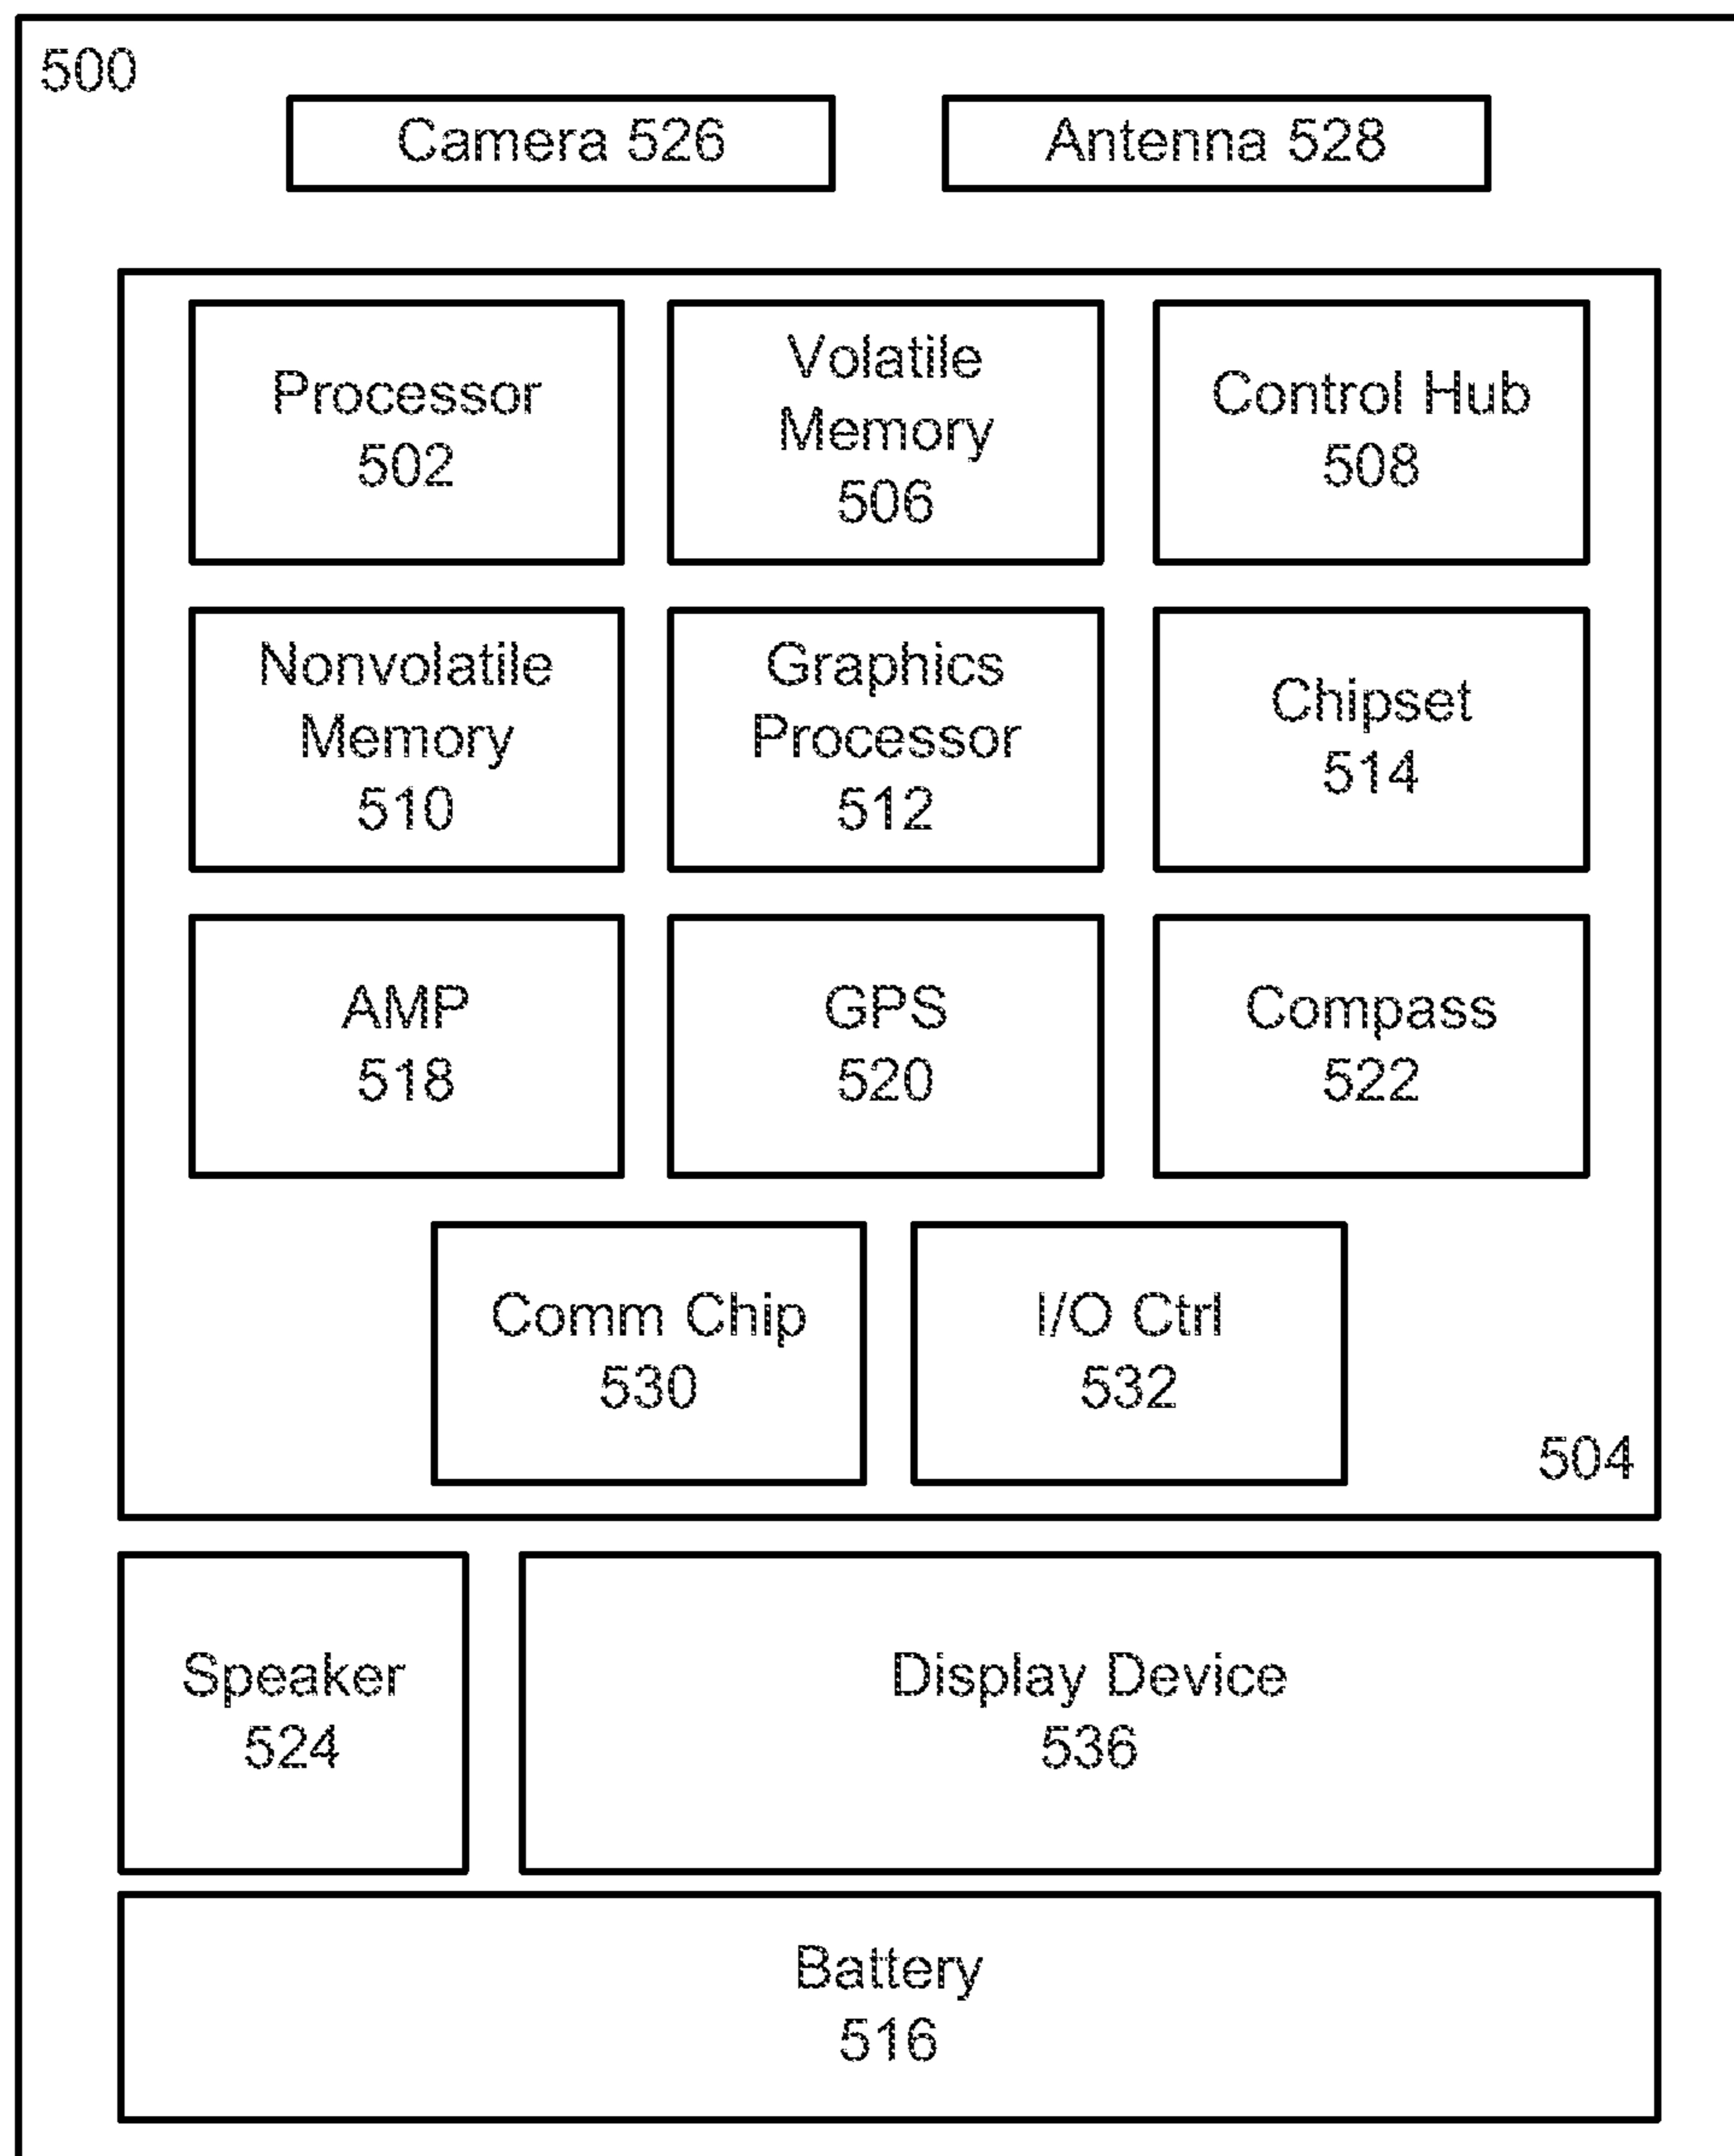 500
Camera 526
Antenna 528
Processor
502
Volatile
Memory
506
Control Hub
508
Nonvolatile
Memory
510
Graphics
Processor
512
Chipset
514
AMP
518
GPS
520
Compass
522
Comm Chip
530
I/O Ctrl
532
504
Speaker
524
Display Device
536
Battery
516